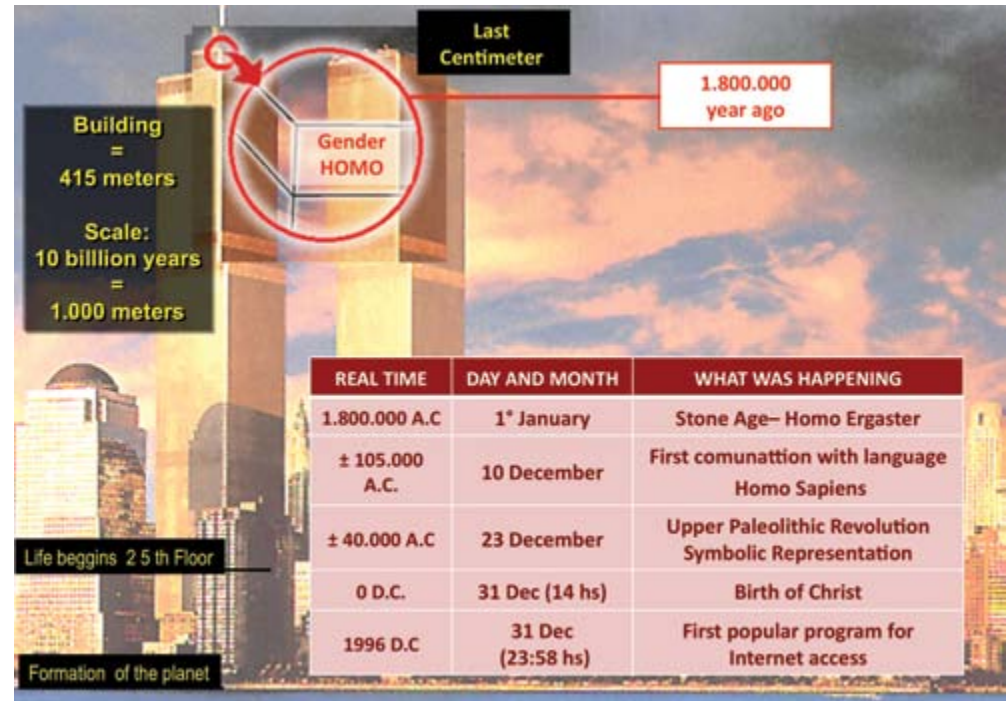 Last
Centimeter
1.800.000
year ago
Building
=
415 meters
Scale:
10 billlion years
=
1.000 meters
Gender
HOMO
REAL TIME DAY AND MONTH WHAT WAS HAPPENING
1.800.000 A.C 1° January Stone Age– Homo Ergaster
± 105.000
A.C.
10 December
First comunattion with language
Homo Sapiens
± 40.000 A.C 23 December
Upper Paleolithic Revolution
Symbolic Representation
0 D.C. 31 Dec (14 hs) Birth of Christ
1996 D.C
31 Dec
(23:58 hs)
First popular program for
Internet access
Life beggins 2 5 th Floor
Formation of the planet